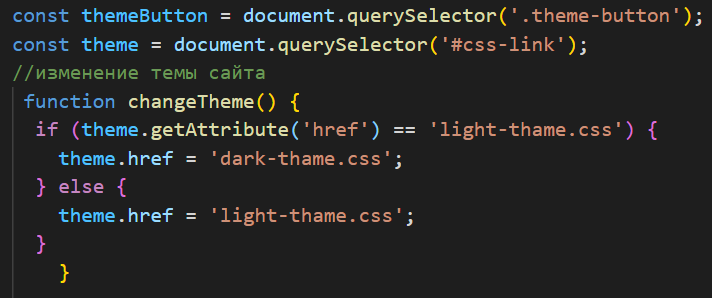 const themeButton = document.querySelector('.theme-button');
const theme = document.querySelector('#css-link');
//изменение темы сайта
function changeTheme() {
if (theme.getAttribute('href') == 'light-thame.css') {
theme.href = 'dark-thame.css';
} else {
theme.href = 'light-thame.css';
}
}